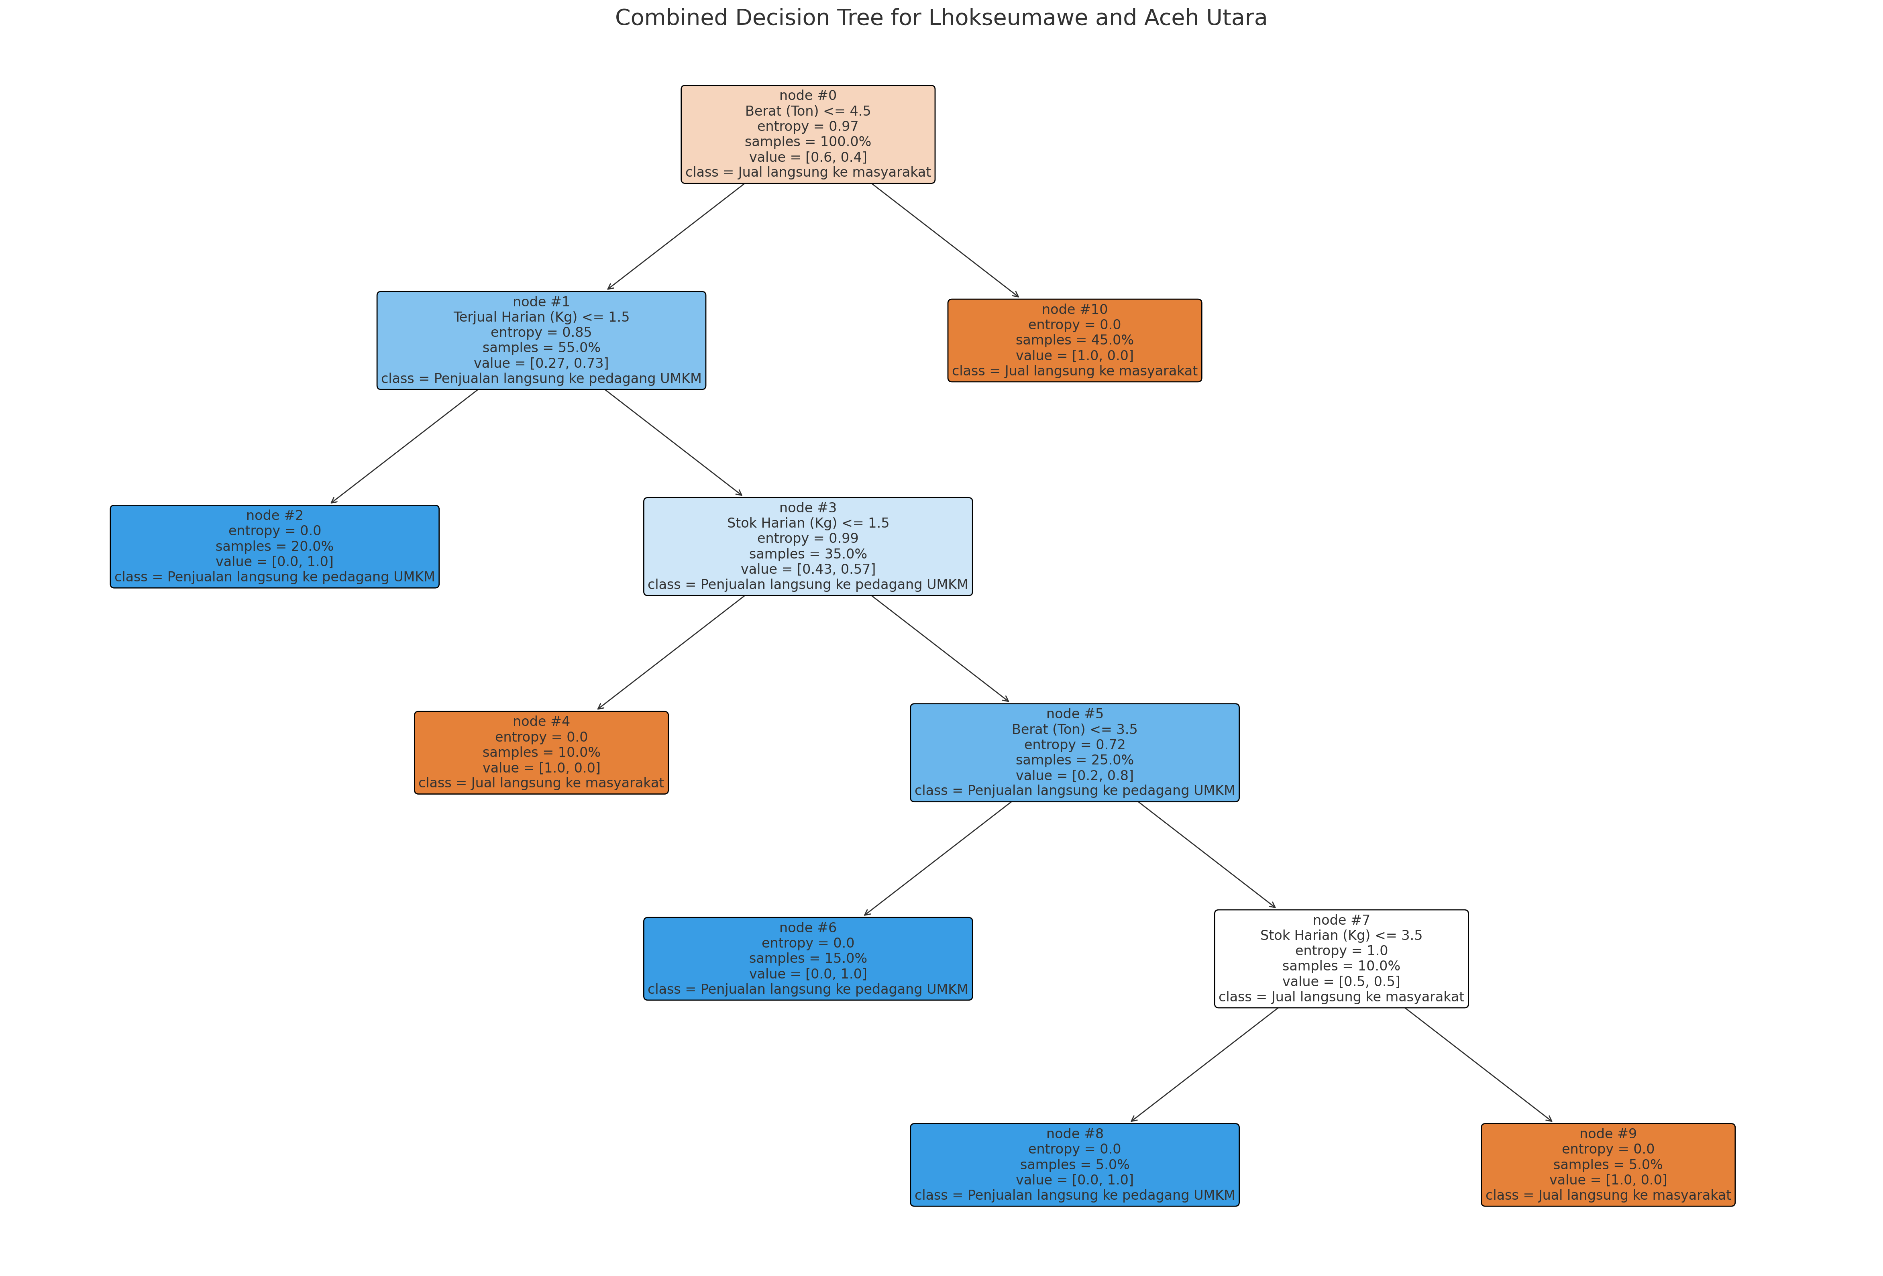 Combined Decision Tree for Lhokseumawe and Aceh Utara
node #0
Berat (Ton) <= 4.5
entropy = 0.97
samples = 100.0%
value = [0.6, 0.4]
class = Jual langsung ke masyarakat
node #1
Terjual Harian (Kg) <= 1.5
entropy = 0.85
samples = 55.0%
value = [0.27, 0.73]
class = Penjualan langsung ke pedagang UMKM
node #10
entropy = 0.0
samples = 45.0%
value = [1.0, 0.0]
class = Jual langsung ke masyarakat
node #2
entropy = 0.0
samples = 20.0%
value = [0.0, 1.0]
class = Penjualan langsung ke pedagang UMKM
node #3
Stok Harian (Kg) <= 1.5
entropy = 0.99
samples = 35.0%
value = [0.43, 0.57]
class = Penjualan langsung ke pedagang UMKM
node #4
entropy = 0.0
samples = 10.0%
value = [1.0, 0.0]
class = Jual langsung ke masyarakat
node #5
Berat (Ton) <= 3.5
entropy = 0.72
samples = 25.0%
value = [0.2, 0.8]
class = Penjualan langsung ke pedagang UMKM
node #6
entropy = 0.0
samples = 15.0%
value = [0.0, 1.0]
class = Penjualan langsung ke pedagang UMKM
node #7
Stok Harian (Kg) <= 3.5
entropy = 1.0
samples = 10.0%
value = [0.5, 0.5]
class = Jual langsung ke masyarakat
node #8
entropy = 0.0
samples = 5.0%
value = [0.0, 1.0]
class = Penjualan langsung ke pedagang UMKM
node #9
entropy = 0.0
samples = 5.0%
value = [1.0, 0.0]
class = Jual langsung ke masyarakat